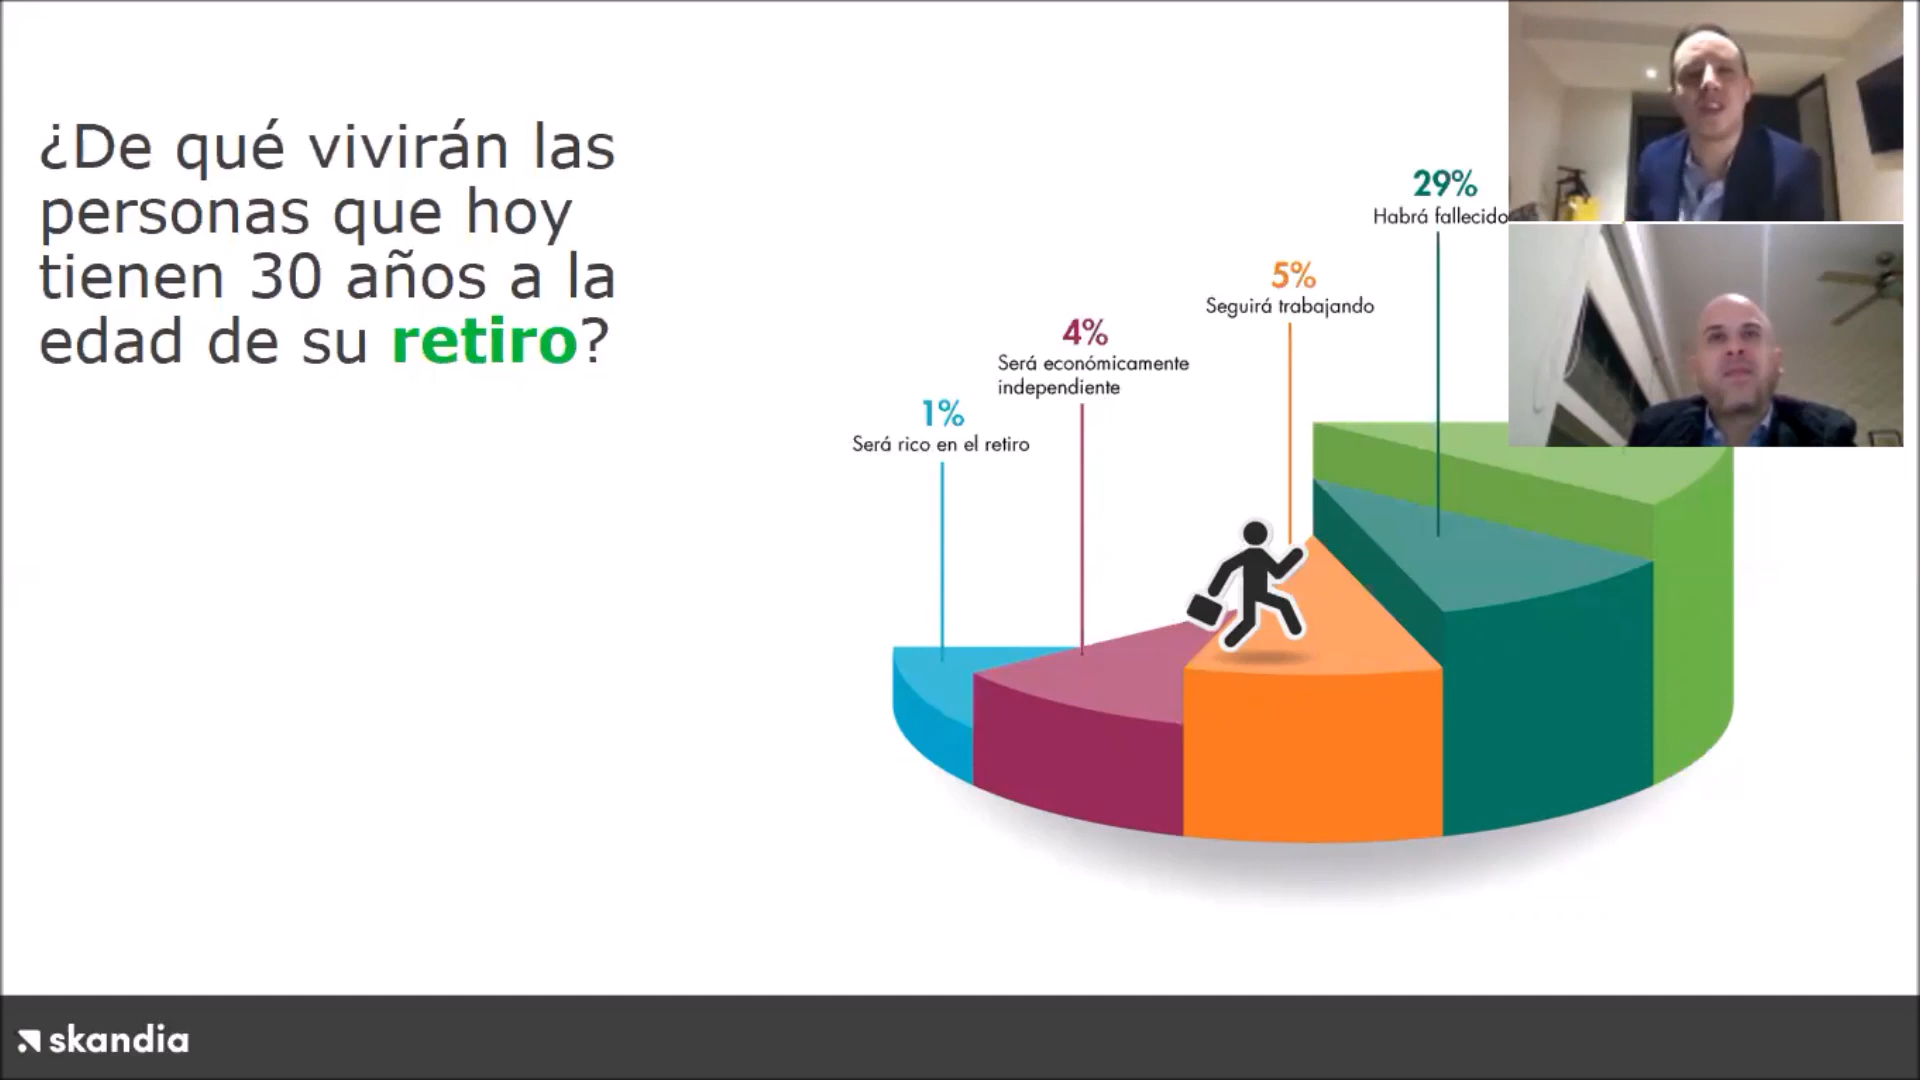 ¿De qué vivirán las
personas que hoy
tienen 30 años a la
edad de su retiro?
29%
Habrá fallecido
5%
Seguirá trabajando
4%
Será económicamente
independiente
1%
Será rico en el retiro
skandia